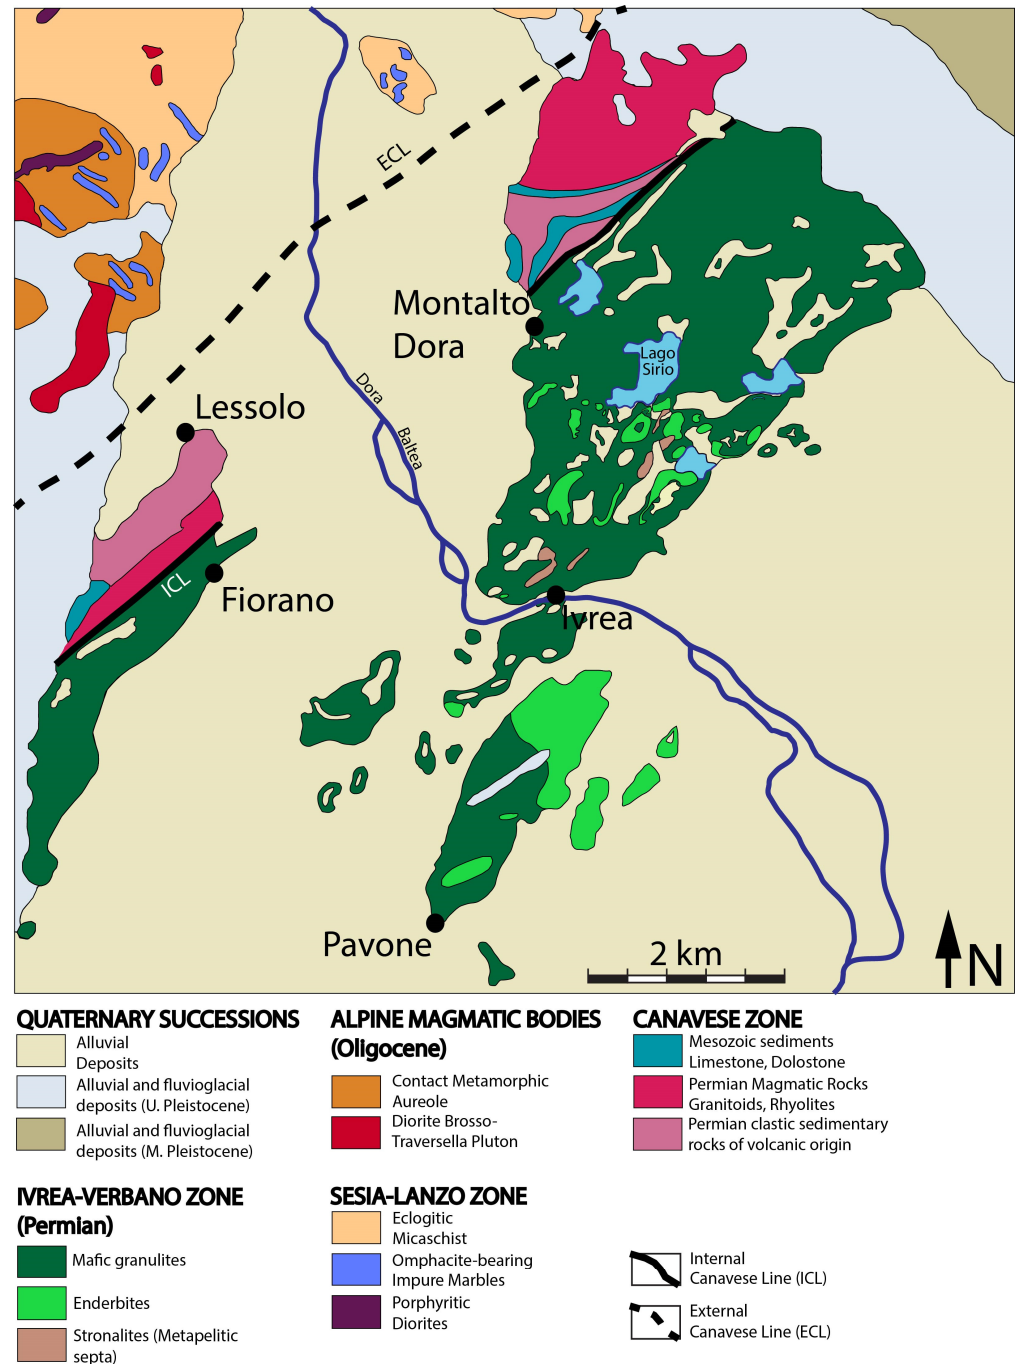 ECL
Montalto
Dora
Lago
Sirio
Dora
Baltea
Lessolo
ICL
Fiorano
Ivrea
Pavone
2 km
N
QUATERNARY SUCCESSIONS
Alluvial
Deposits
Alluvial and fluvioglacial
deposits (U. Pleistocene)
Alluvial and fluvioglacial
deposits (M. Pleistocene)
ALPINE MAGMATIC BODIES
(Oligocene)
Contact Metamorphic
Aureole
Diorite Brosso-
Traversella Pluton
CANAVESE ZONE
Mesozoic sediments
Limestone, Dolostone
Permian Magmatic Rocks
Granitoids, Rhyolites
Permian clastic sedimentary
rocks of volcanic origin
IVREA-VERBANO ZONE
(Permian)
Mafic granulites
Enderbites
Stronalites (Metapelitic
septa)
SESIA-LANZO ZONE
Eclogitic
Micaschist
Omphacite-bearing
Impure Marbles
Porphyritic
Diorites
Internal
Canavese Line (ICL)
External
Canavese Line (ECL)